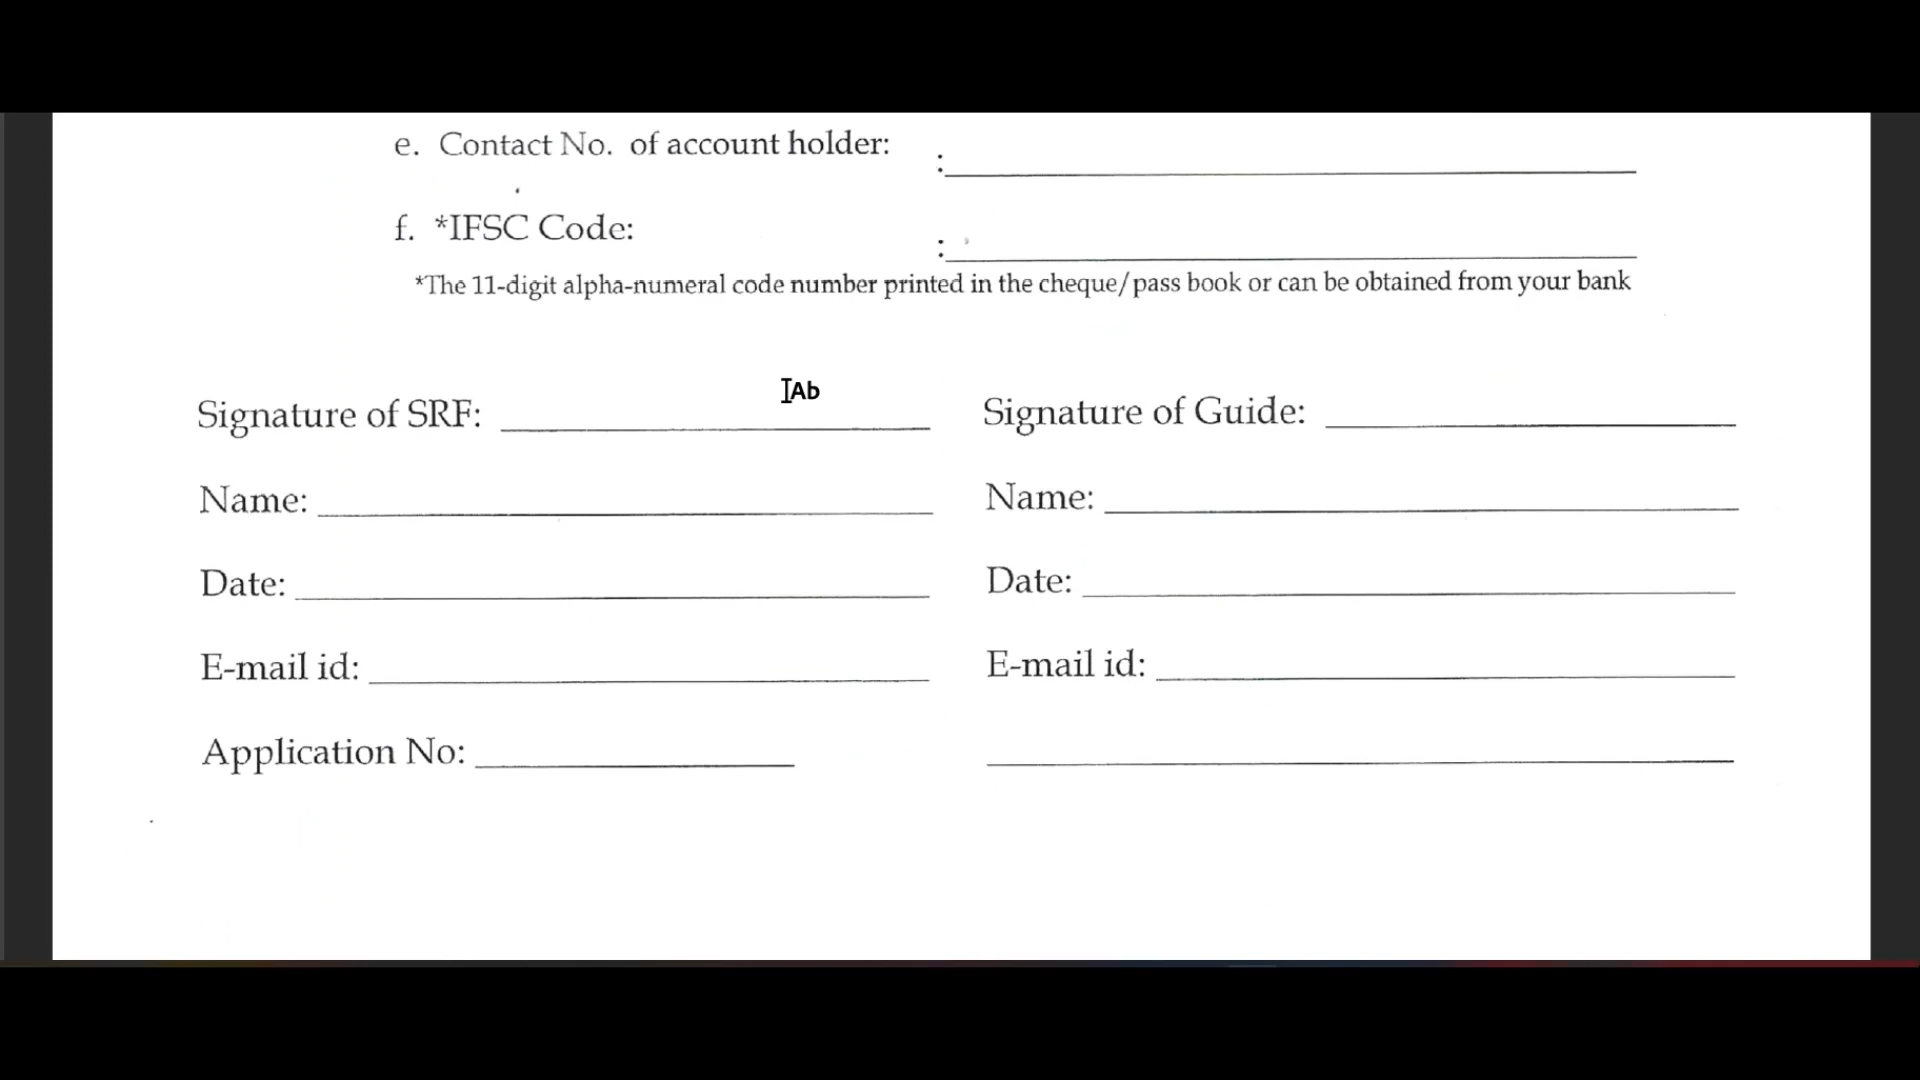 e. Contact No. of account holder: :
f. *IFSC Code: :
*The 11-digit alpha-numeral code number printed in the cheque/pass book or can be obtained from your bank
Signature of SRF: Signature of Guide:
Name: Name:
Date: Date:
E-mail id: E-mail id:
Application No:
Ab